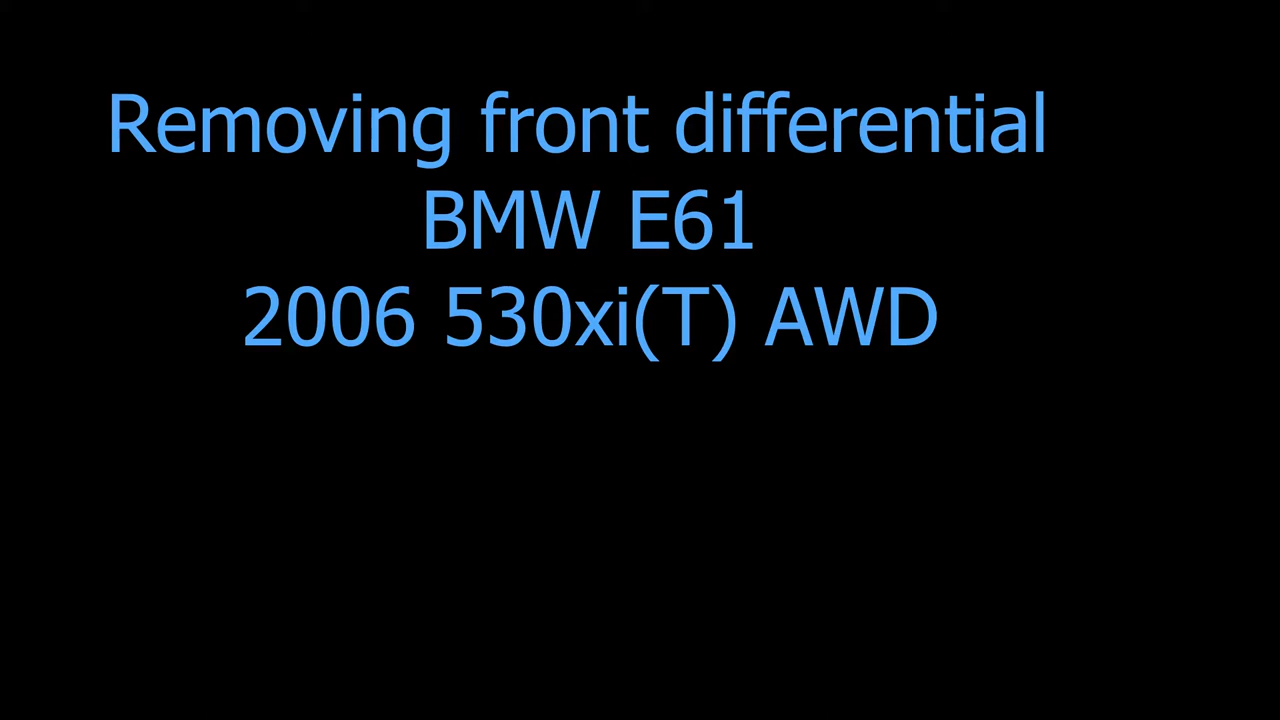 Removing front differential
BMW E61
2006 530xi(T) AWD